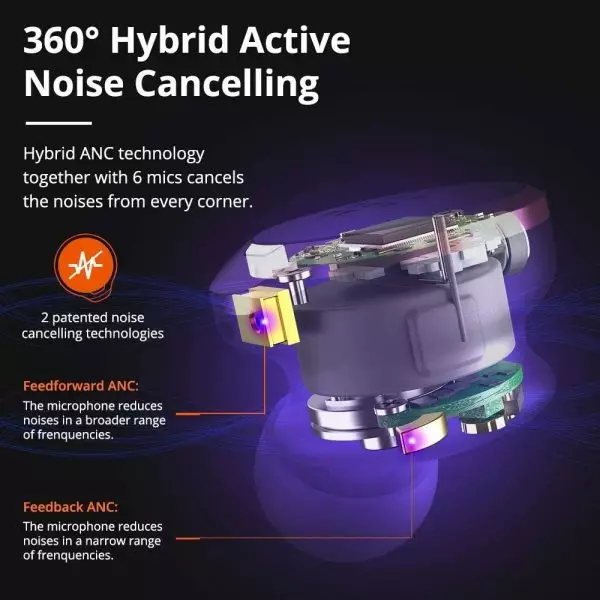 360° Hybrid Active
Noise Cancelling
Hybrid ANC technology
together with 6 mics cancels
the noises from every corner.
2 patented noise
cancelling technologies
Feedforward ANC:
The microphone reduces
noises in a broader range
of frenquencies.
Feedback ANC:
The microphone reduces
noises in a narrow range
of frenquencies.